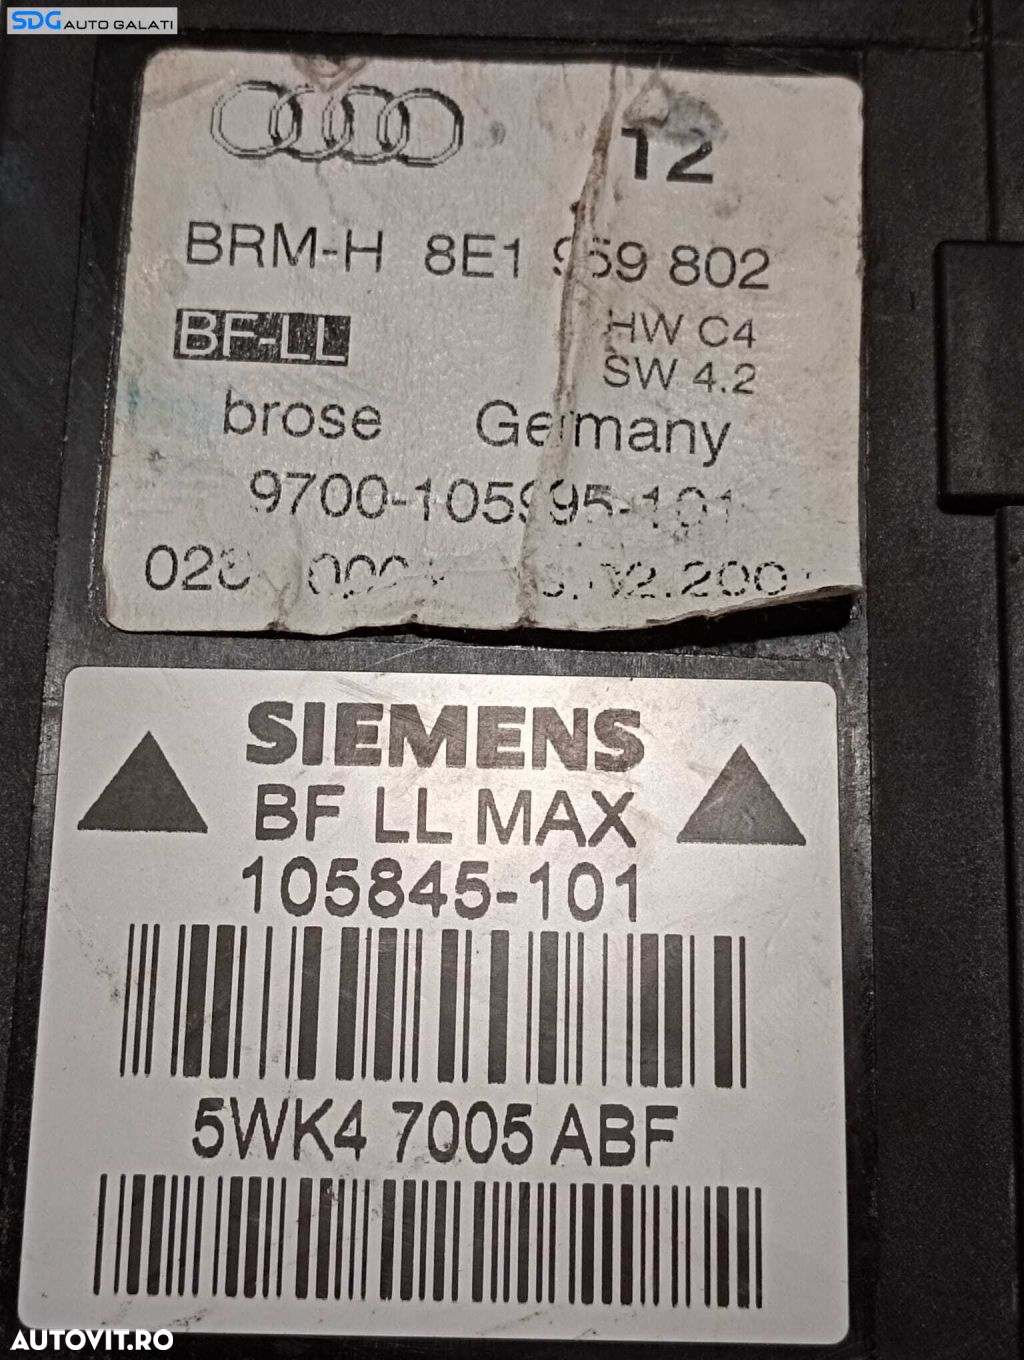 SDG AUTO GALATI
12
BRM-H 8E1 959 802
BF-LL
HW C4
SW 4.2
brose Germany
9700-105995-101
SIEMENS
BF LL MAX
105845-101
5WK4 7005 ABF
AUTOVIT.RO